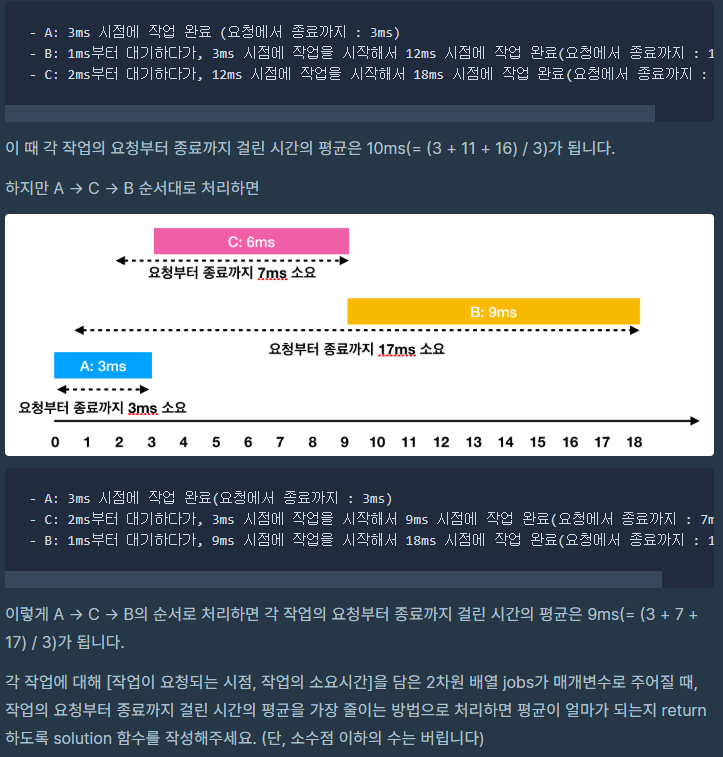 - A: 3ms 시점에 작업 완료 (요청에서 종료까지 : 3ms)
- B: 1ms부터 대기하다가, 3ms 시점에 작업을 시작해서 12ms 시점에 작업 완료(요청에서 종료까지 : 1
- C: 2ms부터 대기하다가, 12ms 시점에 작업을 시작해서 18ms 시점에 작업 완료(요청에서 종료까지 :
이 때 각 작업의 요청부터 종료까지 걸린 시간의 평균은 10ms(= (3 + 11 + 16) / 3)가 됩니다.
하지만 A → C → B 순서대로 처리하면
C: 6ms
요청부터 종료까지 7ms 소요
B: 9ms
요청부터 종료까지 17ms 소요
A: 3ms
요청부터 종료까지 3ms 소요
0 1 2 3 4 5 6 7 8 9 10 11 12 13 14 15 16 17 18
- A: 3ms 시점에 작업 완료(요청에서 종료까지 : 3ms)
- C: 2ms부터 대기하다가, 3ms 시점에 작업을 시작해서 9ms 시점에 작업 완료(요청에서 종료까지 : 7m
- B: 1ms부터 대기하다가, 9ms 시점에 작업을 시작해서 18ms 시점에 작업 완료(요청에서 종료까지 : 1
이렇게 A → C → B의 순서로 처리하면 각 작업의 요청부터 종료까지 걸린 시간의 평균은 9ms(= (3 + 7 +
17) / 3)가 됩니다.
각 작업에 대해 [작업이 요청되는 시점, 작업의 소요시간]을 담은 2차원 배열 jobs가 매개변수로 주어질 때,
작업의 요청부터 종료까지 걸린 시간의 평균을 가장 줄이는 방법으로 처리하면 평균이 얼마가 되는지 return
하도록 solution 함수를 작성해주세요. (단, 소수점 이하의 수는 버립니다)